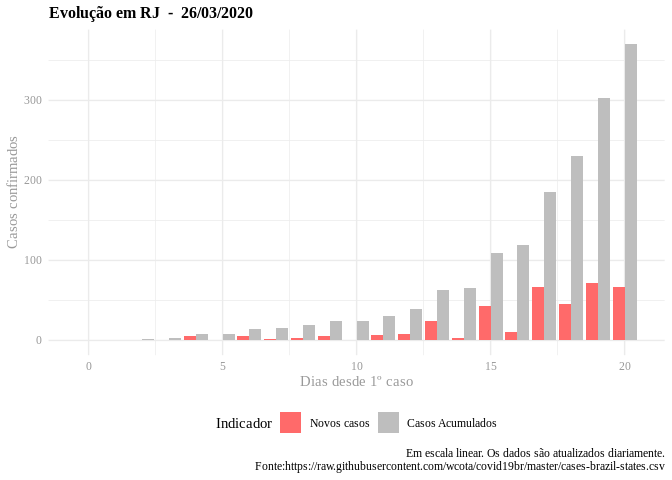 Evolução em RJ  -  26/03/2020
Casos confirmados
300
200
100
0
0 5 10 15 20
Dias desde 1º caso
Indicador Novos casos Casos Acumulados
Em escala linear. Os dados são atualizados diariamente.
Fonte:https://raw.githubusercontent.com/wcota/covid19br/master/cases-brazil-states.csv